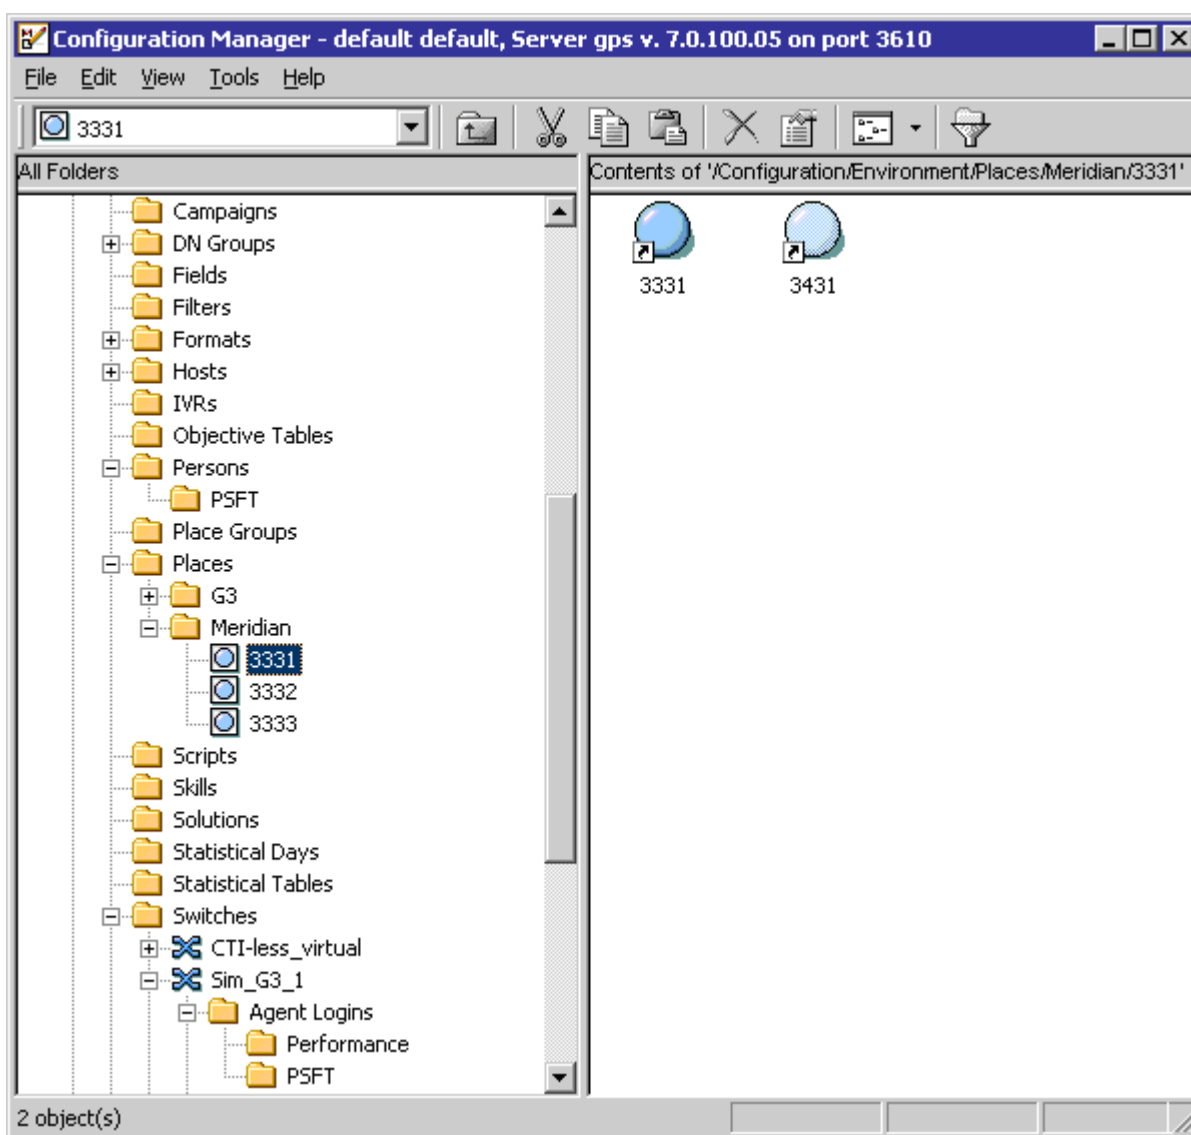 Configuration Manager - default default, Server gps v. 7.0.100.05 on port 3610
File Edit View Tools Help
3331
All Folders
Contents of '/Configuration/Environment/Places/Meridian/3331'
Campaigns
DN Groups
Fields
Filters
Formats
Hosts
IVRs
Objective Tables
Persons
PSFT
Place Groups
Places
G3
Meridian
3331
3332
3333
Scripts
Skills
Solutions
Statistical Days
Statistical Tables
Switches
CTI-less_virtual
Sim_G3_1
Agent Logins
Performance
PSFT
3331 3431
2 object(s)